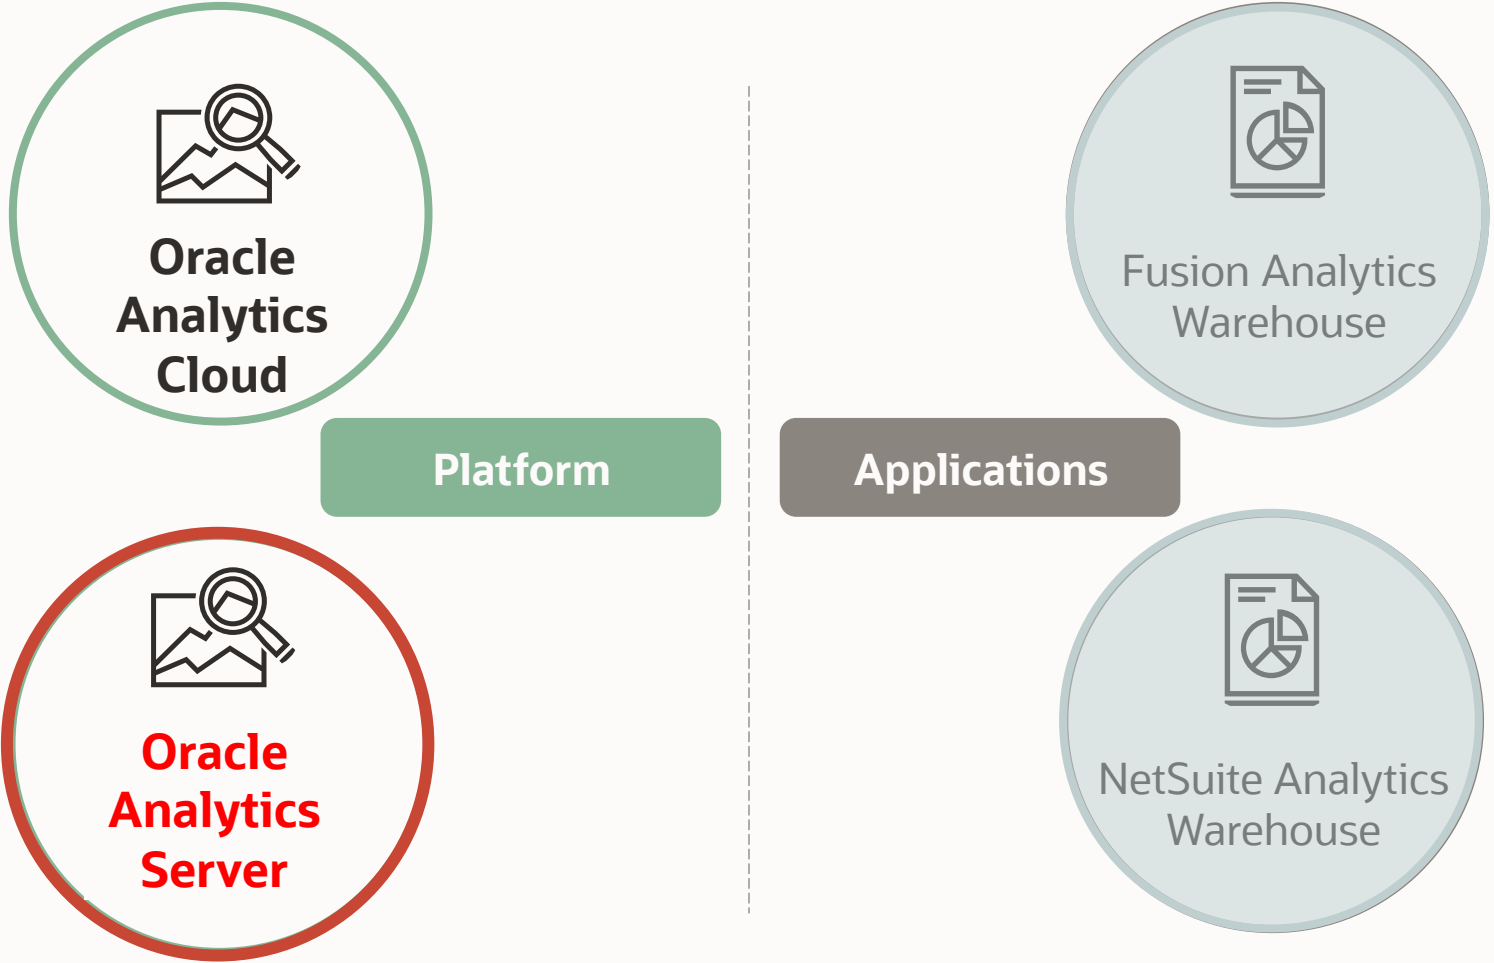 Oracle
Analytics
Cloud
Fusion Analytics
Warehouse
Platform
Applications
Oracle
Analytics
Server
NetSuite Analytics
Warehouse